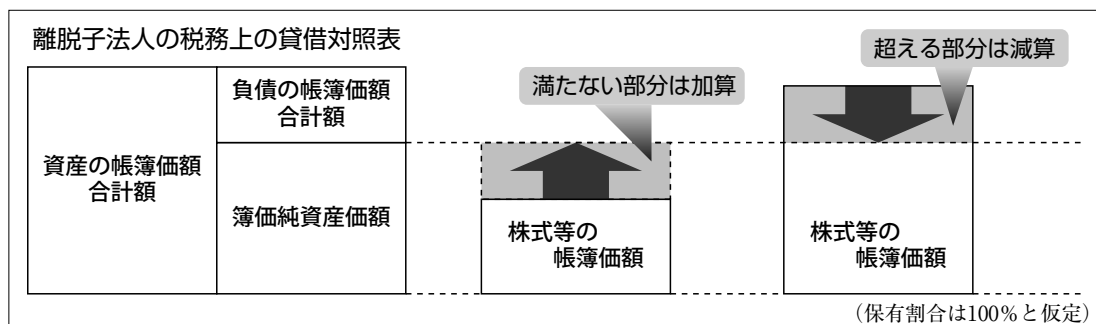 離脱子法人の税務上の貸借対照表
超える部分は減算
満たない部分は加算
負債の帳簿価額
合計額
資産の帳簿価額
合計額
簿価純資産価額
株式等の
帳簿価額
株式等の
帳簿価額
(保有割合は100%と仮定)